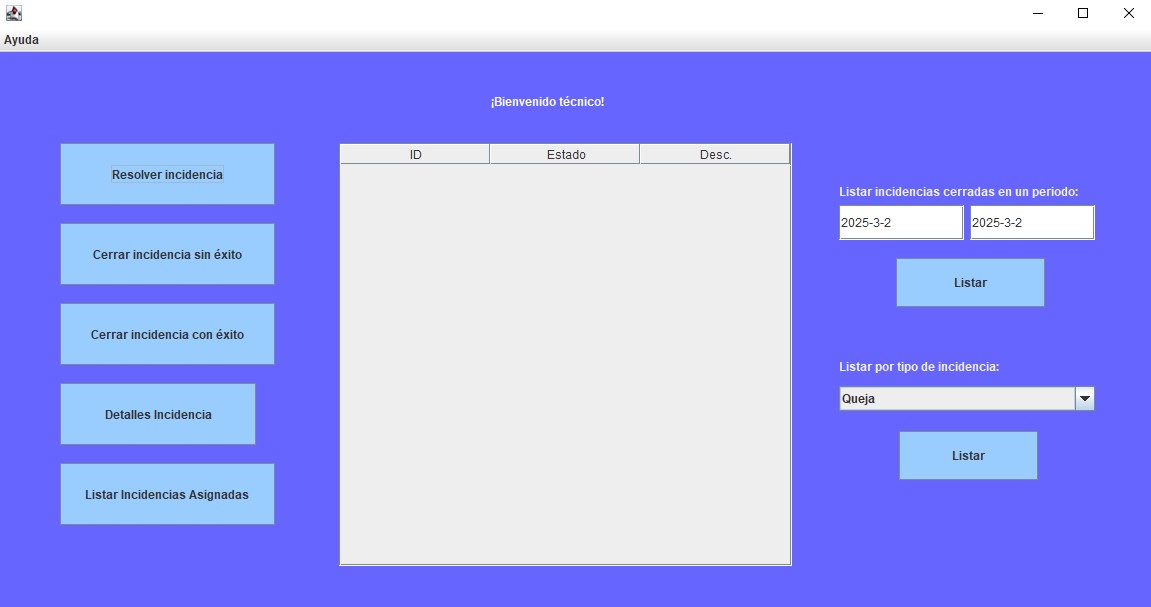 Ayuda
¡Bienvenido técnico!
Resolver incidencia
Cerrar incidencia sin éxito
Cerrar incidencia con éxito
Detalles Incidencia
Listar Incidencias Asignadas
ID Estado Desc.
Listar incidencias cerradas en un periodo:
2025-3-2 2025-3-2
Listar
Listar por tipo de incidencia:
Queja
Listar